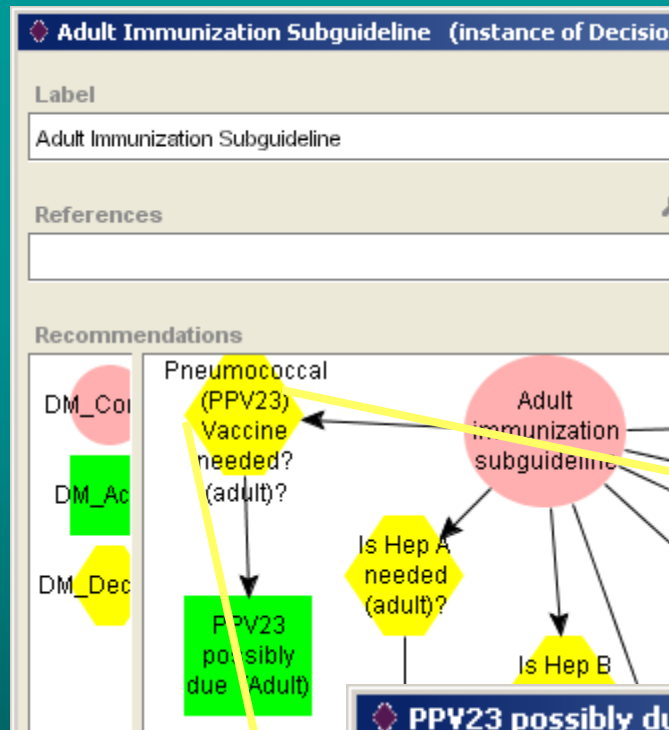 Adult Immunization Subguideline (instance of Decisio
Label
Adult Immunization Subguideline
References
Recommendations
DM_Con
DM_Ac
DM_Dec
Pneumococcal
(PPV23)
Vaccine
needed?
(adult)?
Adult
immunization
subguideline
Is Hep A
needed
(adult)?
PPV23
possibly
due (Adult)
Is Hep B
PPV23 possibly du